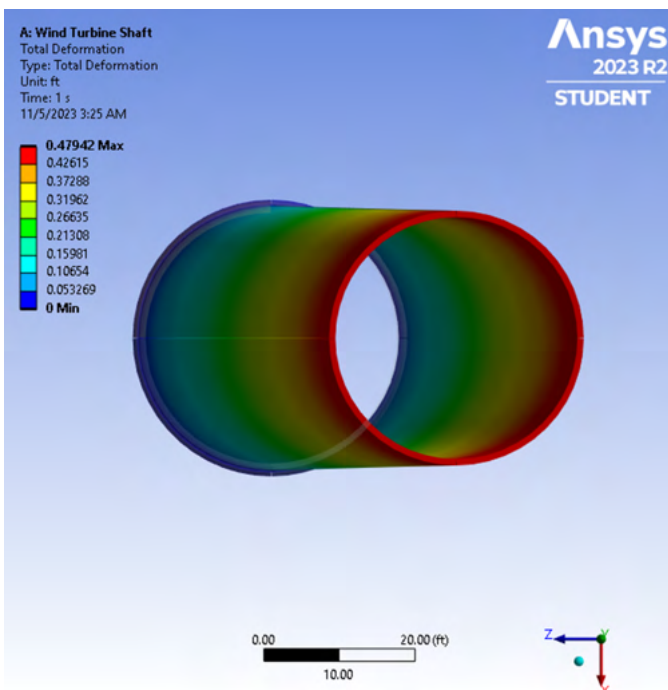 A: Wind Turbine Shaft
Total Deformation
Type: Total Deformation
Unit: ft
Time: 1 s
11/5/2023 3:25 AM
Ansys
2023 R2
STUDENT
0.47942 Max
0.42615
0.37288
0.31962
0.26635
0.21308
0.15981
0.10654
0.053269
0 Min
0.00
20.00 (ft)
10.00
Z
Y
X